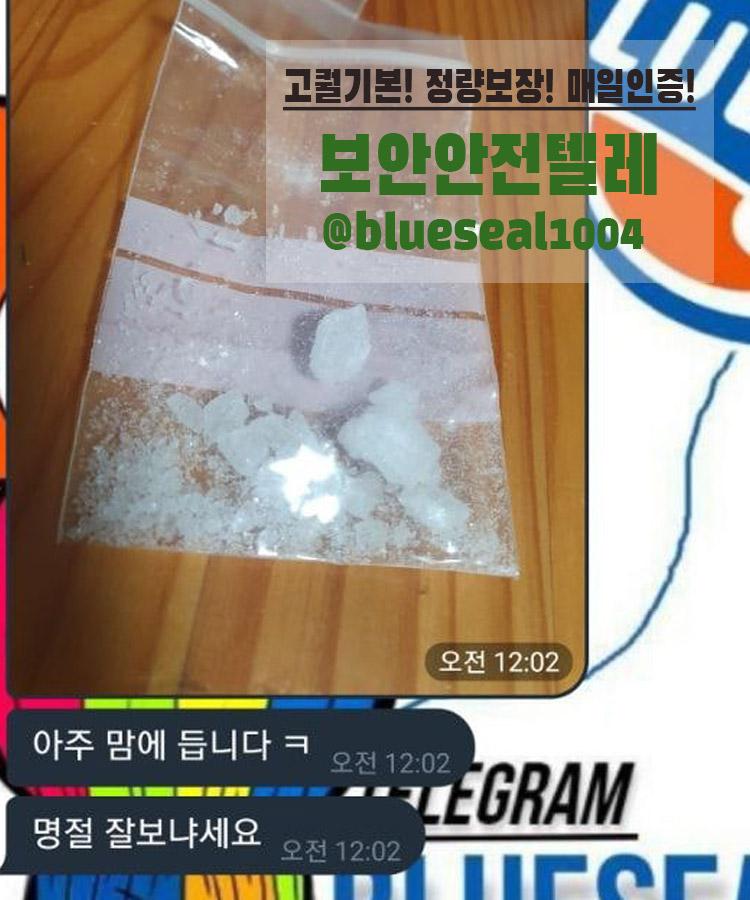 고퀄기본! 정량보장! 매일인증!
보안안전텔레
@blueseal1004
오전 12:02
아주 맘에 듭니다 ㅋ 오전 12:02
TELEGRAM
명절 잘보냐세요 오전 12:02